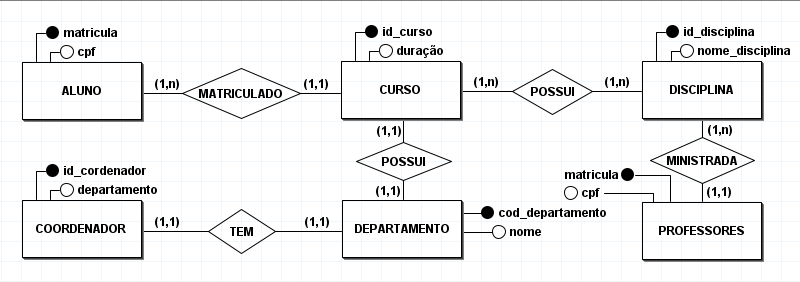 matricula
cpf
ALUNO
(1,n)
MATRICULADO
(1,1)
id_curso
duração
CURSO
(1,n)
POSSUI
(1,n)
id_disciplina
nome_disciplina
DISCIPLINA
(1,1)
POSSUI
(1,1)
(1,n)
MINISTRADA
(1,1)
id_cordenador
departamento
COORDENADOR
(1,1)
TEM
(1,1)
DEPARTAMENTO
cod_departamento
nome
matricula
cpf
PROFESSORES